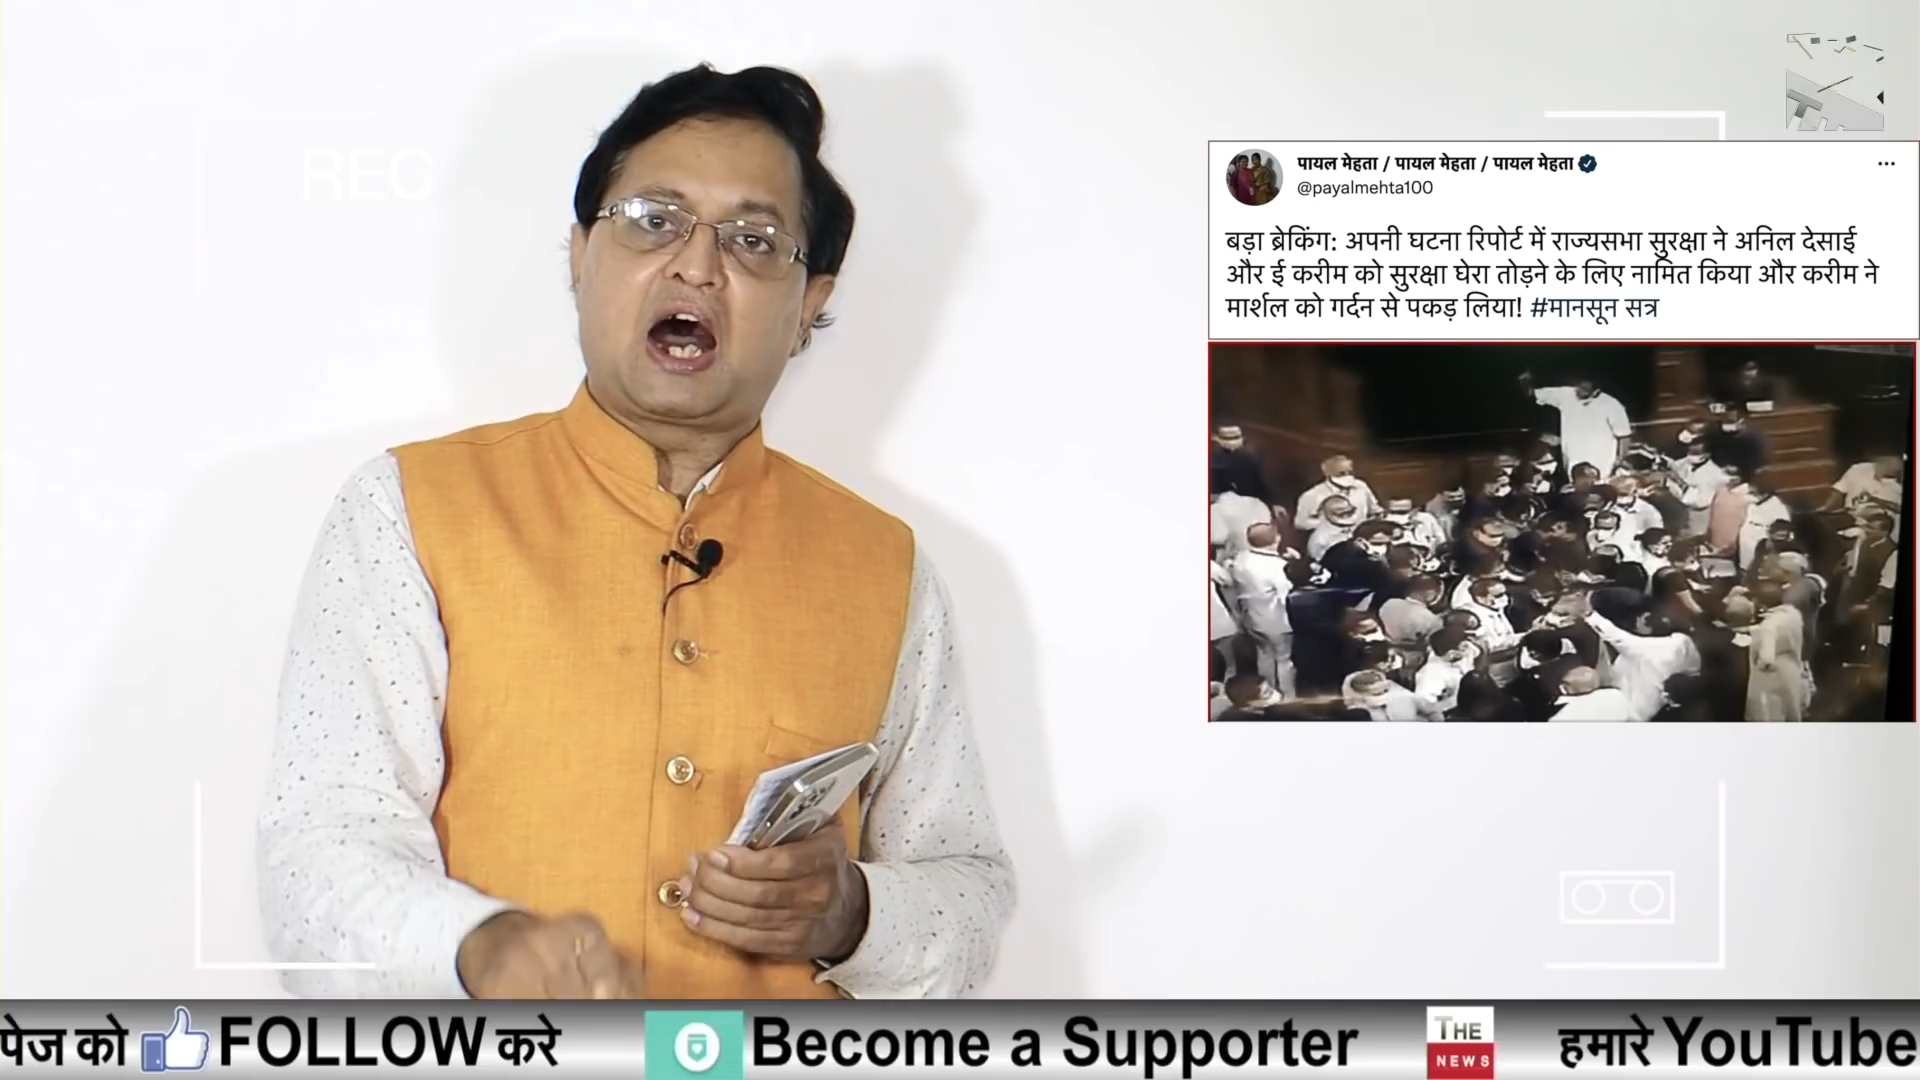 REC
पायल मेहता / पायल मेहता / पायल मेहता
@payalmehta100
बड़ा ब्रेकिंग: अपनी घटना रिपोर्ट में राज्यसभा सुरक्षा ने अनिल देसाई
और ई करीम को सुरक्षा घेरा तोड़ने के लिए नामित किया और करीम ने
मार्शल को गर्दन से पकड़ लिया! #मानसून सत्र
पेज को FOLLOW करे Become a Supporter THE NEWS हमारे YouTube